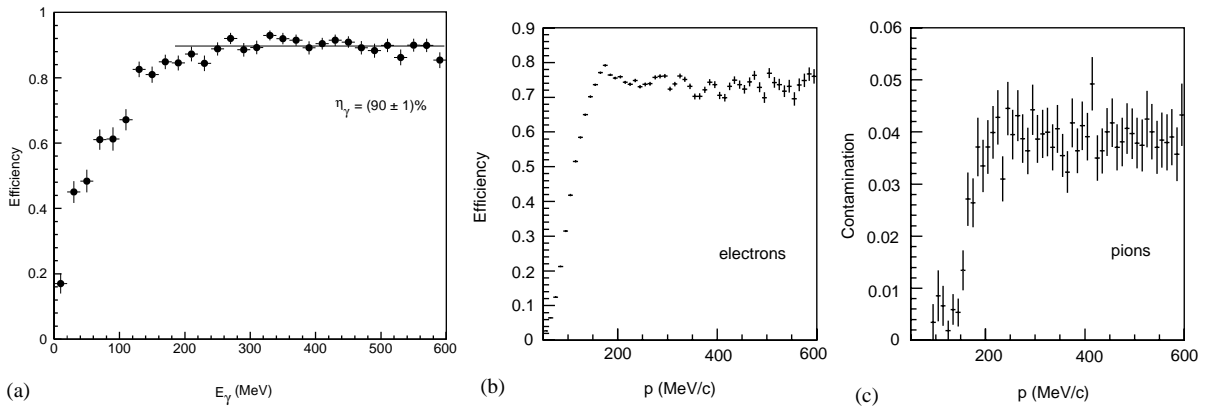 1
0.8
0.6
0.4
0.2
0
Efficiency
ηγ = (90 ± 1)%
0 100 200 300 400 500 600
Eγ (MeV)
(a)
0.9
0.8
0.7
0.6
0.5
0.4
0.3
0.2
0.1
0
Efficiency
electrons
200 400 600
p (MeV/c)
(b)
0.06
0.05
0.04
0.03
0.02
0.01
0
Contamination
pions
200 400 600
p (MeV/c)
(c)